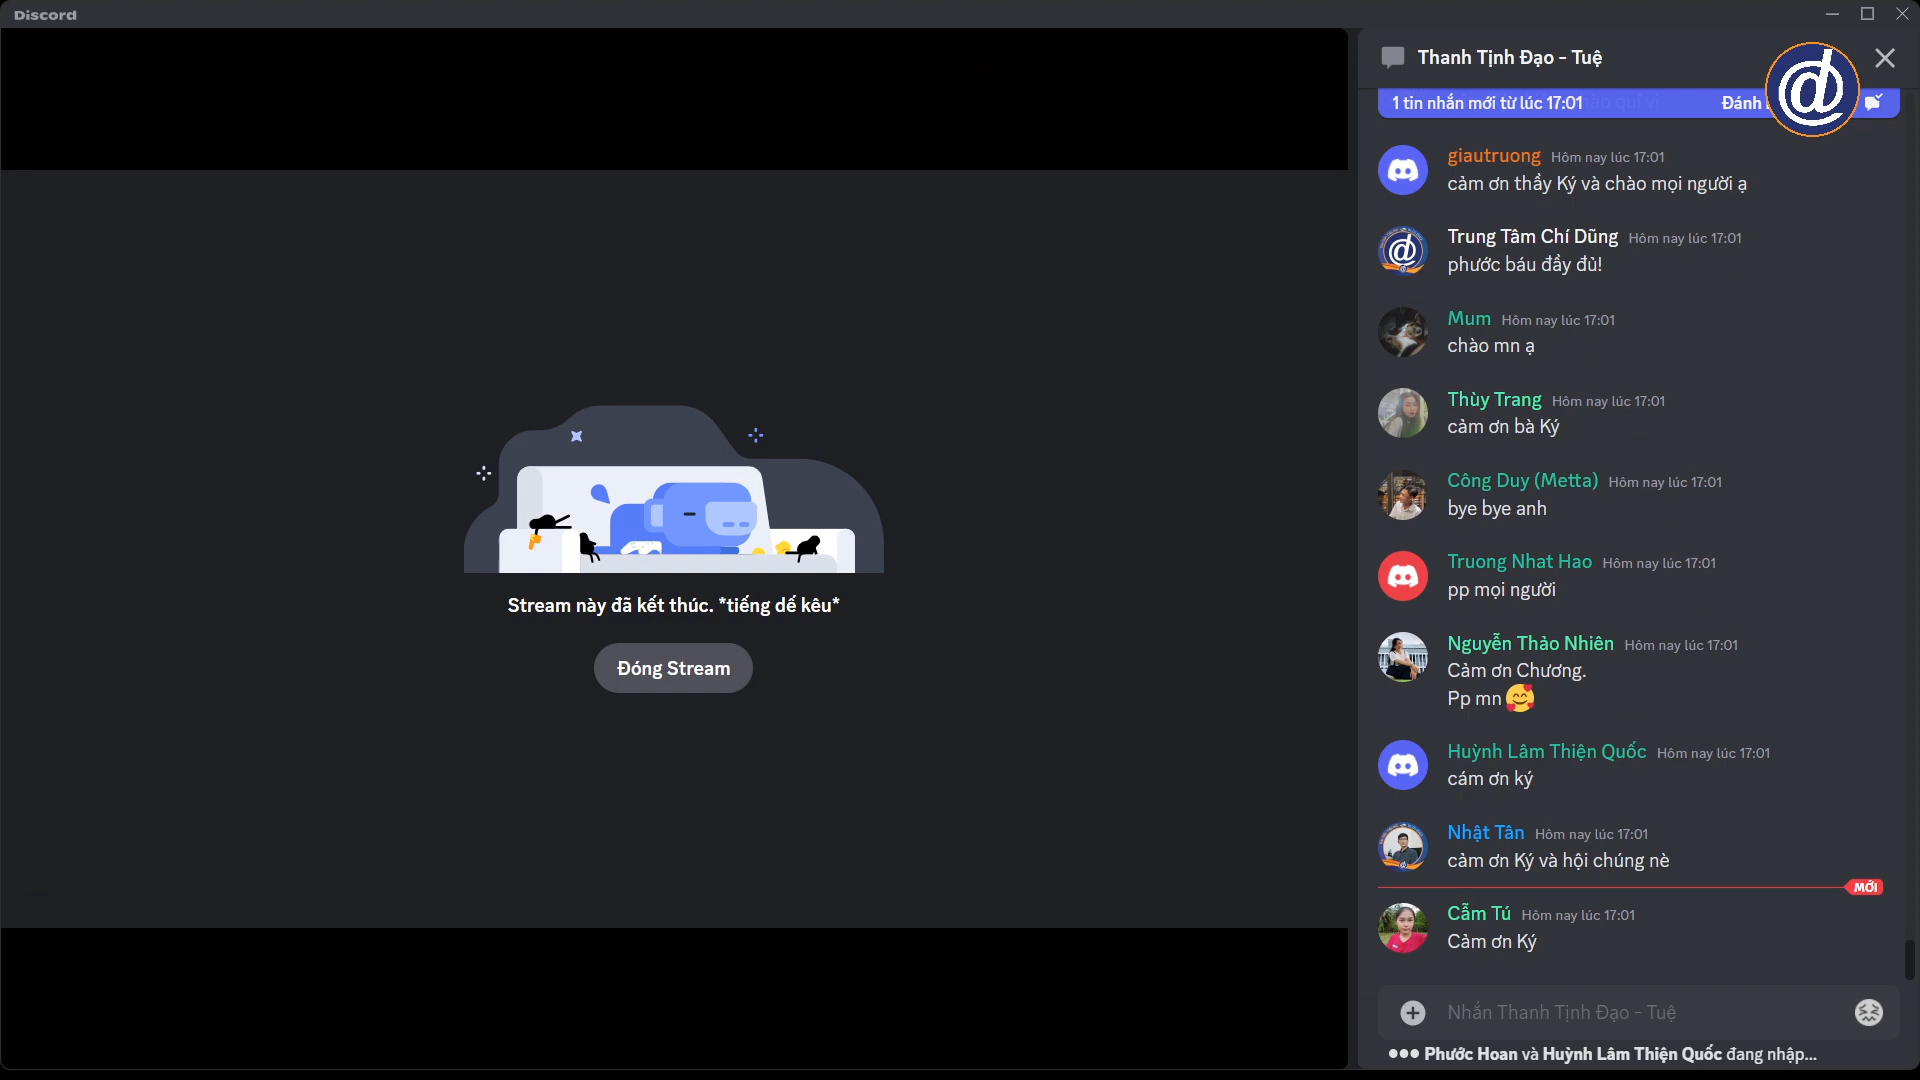 Discord
Thanh Tịnh Đạo - Tuệ
1 tin nhắn mới từ lúc 17:01
Đánh
giautruong Hôm nay lúc 17:01
cảm ơn thầy Ký và chào mọi người ạ
Trung Tâm Chí Dũng Hôm nay lúc 17:01
phước báu đầy đủ!
Mum Hôm nay lúc 17:01
chào mn ạ
Thùy Trang Hôm nay lúc 17:01
cảm ơn bà Ký
Công Duy (Metta) Hôm nay lúc 17:01
bye bye anh
Truong Nhat Hao Hôm nay lúc 17:01
pp mọi người
Nguyễn Thảo Nhiên Hôm nay lúc 17:01
Cảm ơn Chương.
Pp mn 🥰
Huỳnh Lâm Thiện Quốc Hôm nay lúc 17:01
cám ơn ký
Nhật Tân Hôm nay lúc 17:01
cảm ơn Ký và hội chúng nè
MỚI
Cẫm Tú Hôm nay lúc 17:01
Cảm ơn Ký
Nhắn Thanh Tịnh Đạo - Tuệ
Phước Hoan và Huỳnh Lâm Thiện Quốc đang nhập...
Stream này đã kết thúc. *tiếng dế kêu*
Đóng Stream